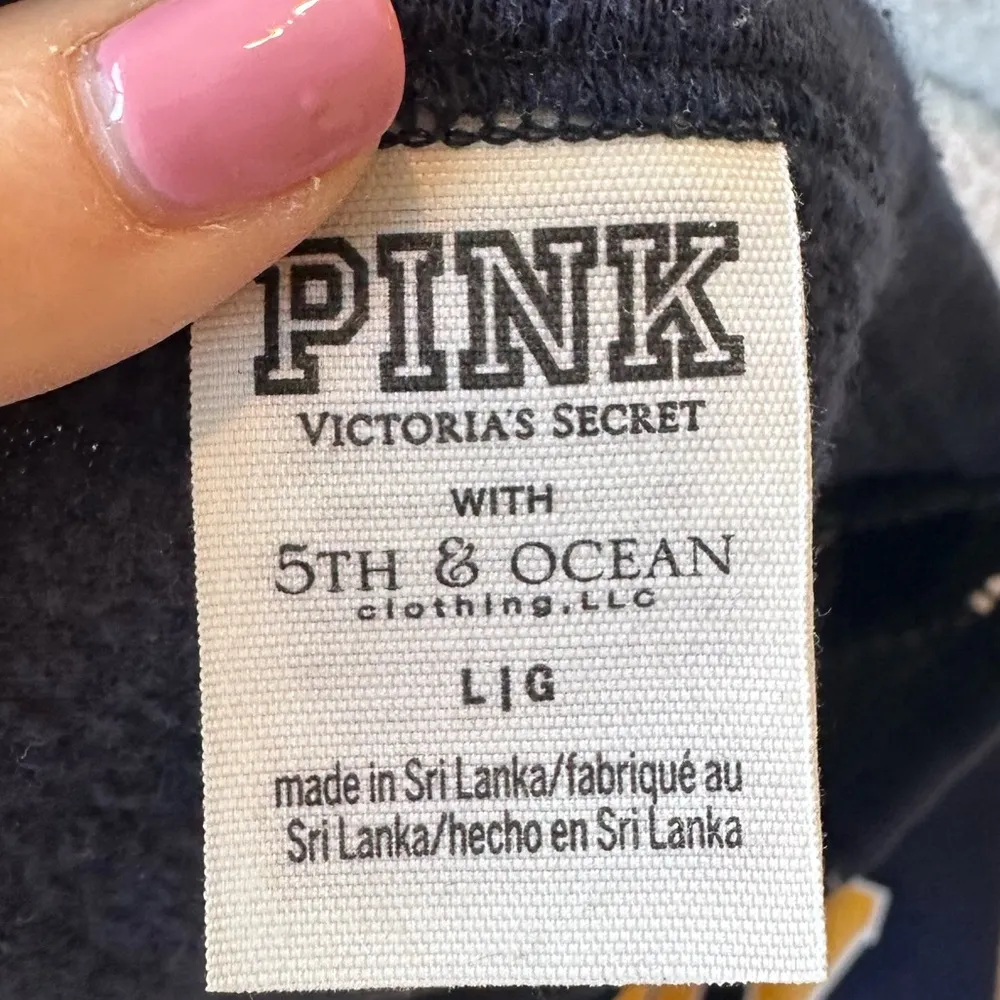 PINK
VICTORIA'S SECRET
WITH
5TH & OCEAN
clothing, LLC
L|G
made in Sri Lanka/fabriqué au
Sri Lanka/hecho en Sri Lanka